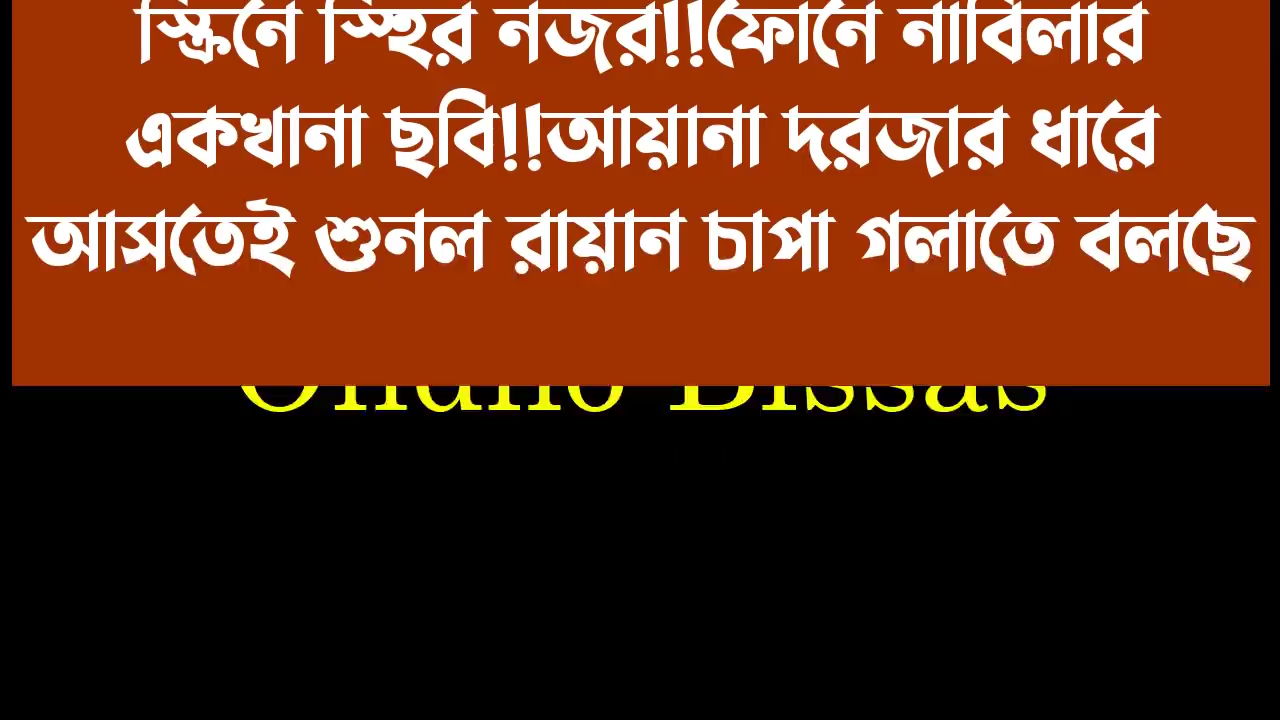 স্ক্রিনে স্হির নজর!!ফোনে নাবিলার
একখানা ছবি!!আয়ানা দরজার ধারে
আসতেই শুনল রায়ান চাপা গলাতে বলছে